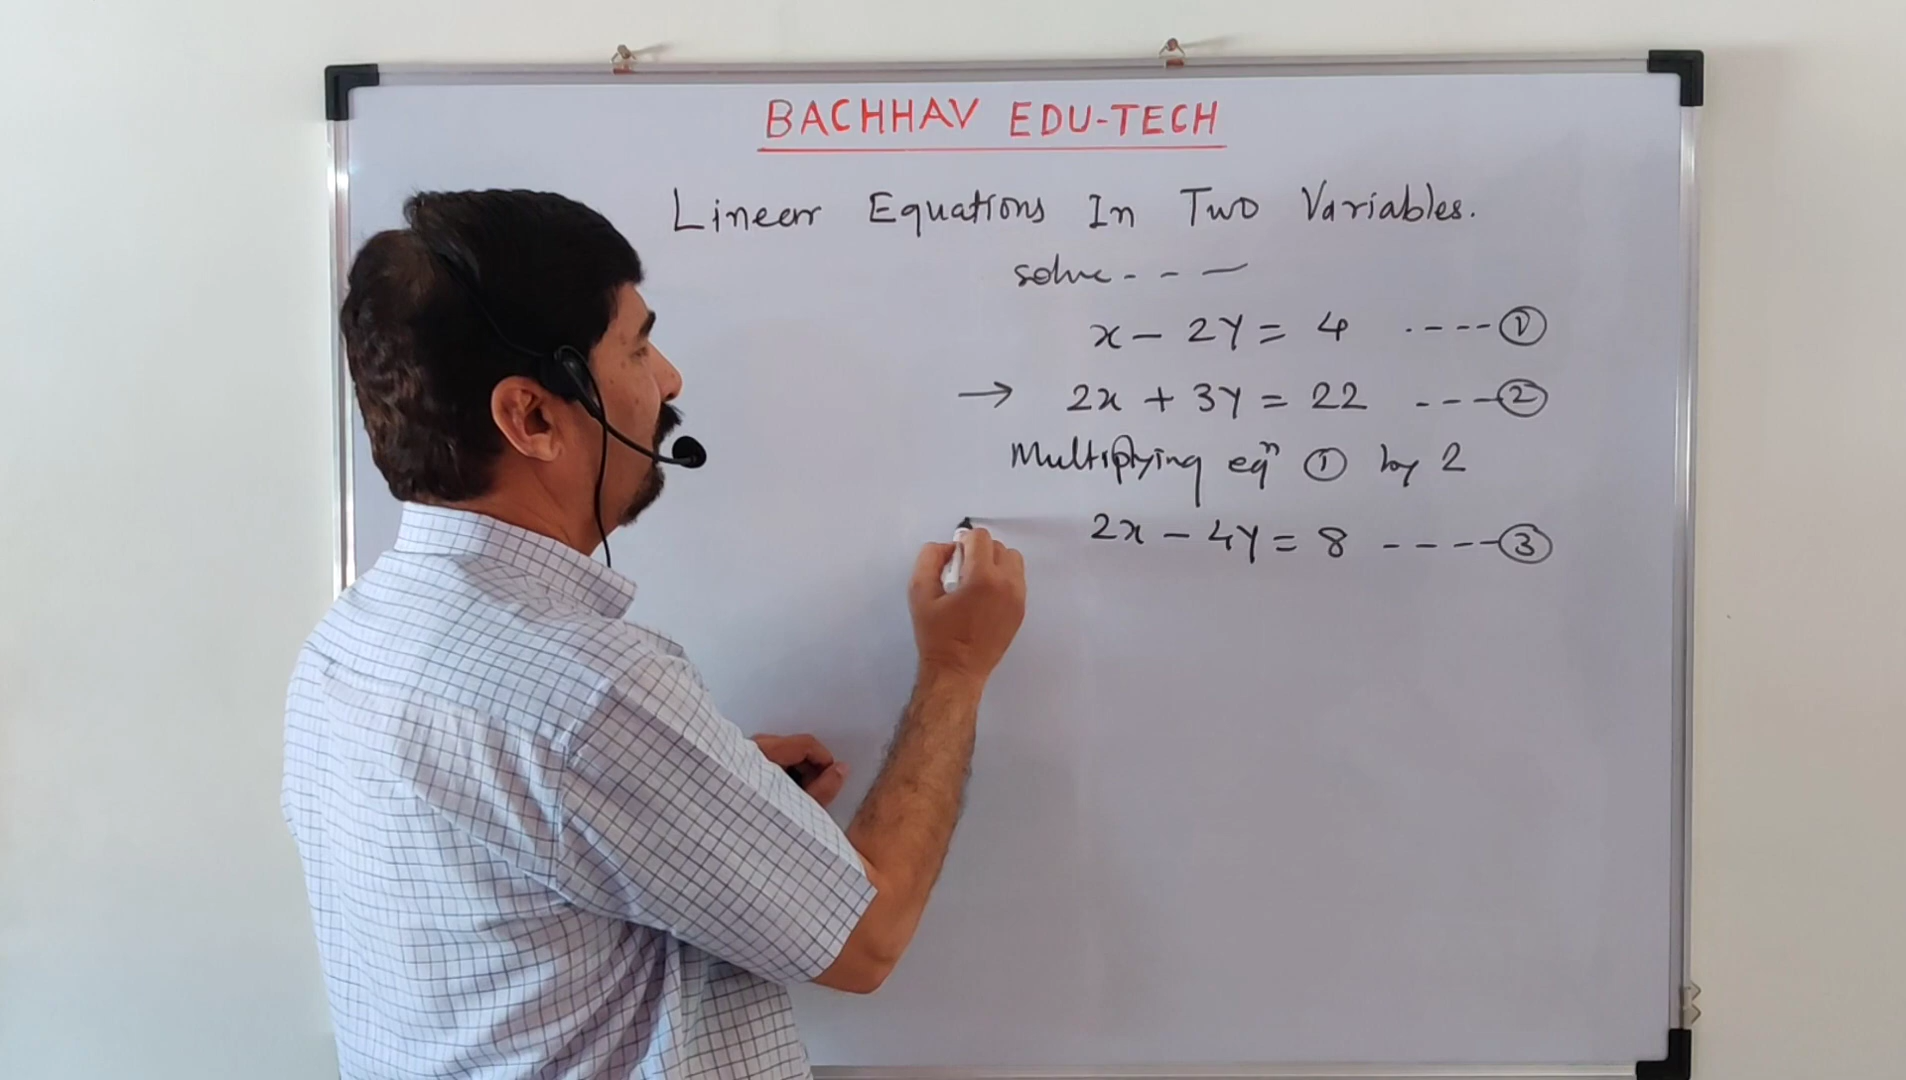 BACHHAV EDU-TECH
Linear Equations In Two Variables.
solve - - —
x - 2y = 4 ----①
→ 2x + 3y = 22 ---②
Multiplying eqⁿ ① by 2
2x - 4y = 8 ----③